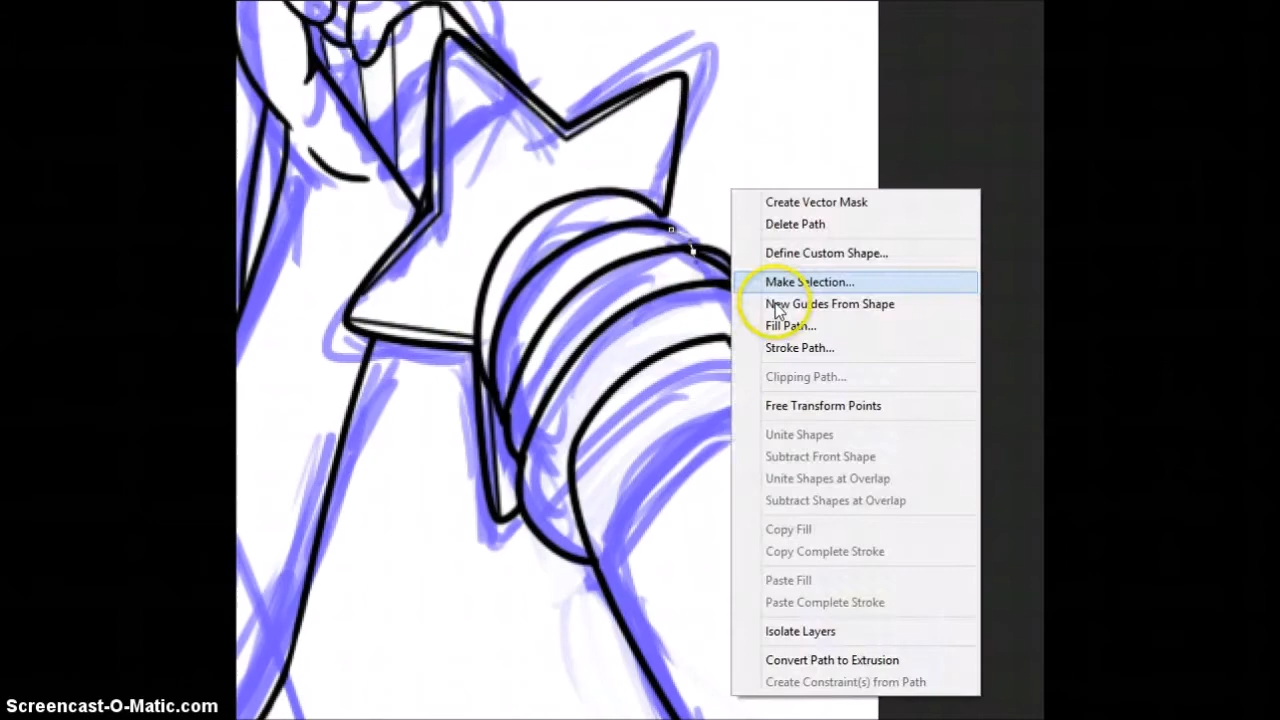 Create Vector Mask
Delete Path
Define Custom Shape...
Make Selection...
New Guides From Shape
Fill Path...
Stroke Path...
Clipping Path...
Free Transform Points
Unite Shapes
Subtract Front Shape
Unite Shapes at Overlap
Subtract Shapes at Overlap
Copy Fill
Copy Complete Stroke
Paste Fill
Paste Complete Stroke
Isolate Layers
Convert Path to Extrusion
Create Constraint(s) from Path
Screencast-O-Matic.com